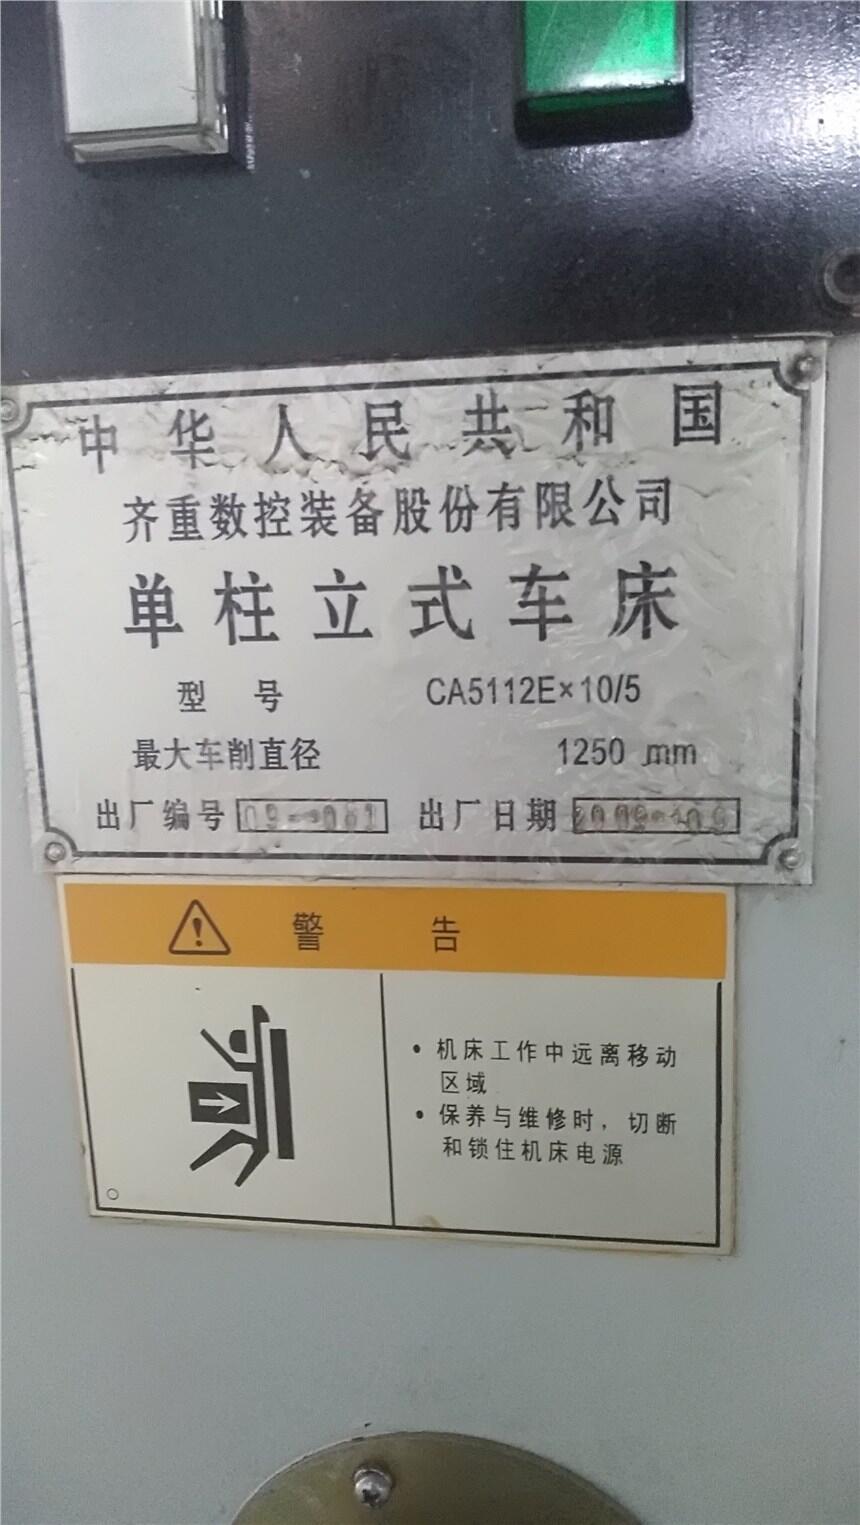 中华人民共和国
齐重数控装备股份有限公司
单柱立式车床
型号 CA5112E×10/5
最大车削直径 1250 mm
出厂编号 出厂日期
警告
• 机床工作中远离移动
区域
• 保养与维修时，切断
和锁住机床电源